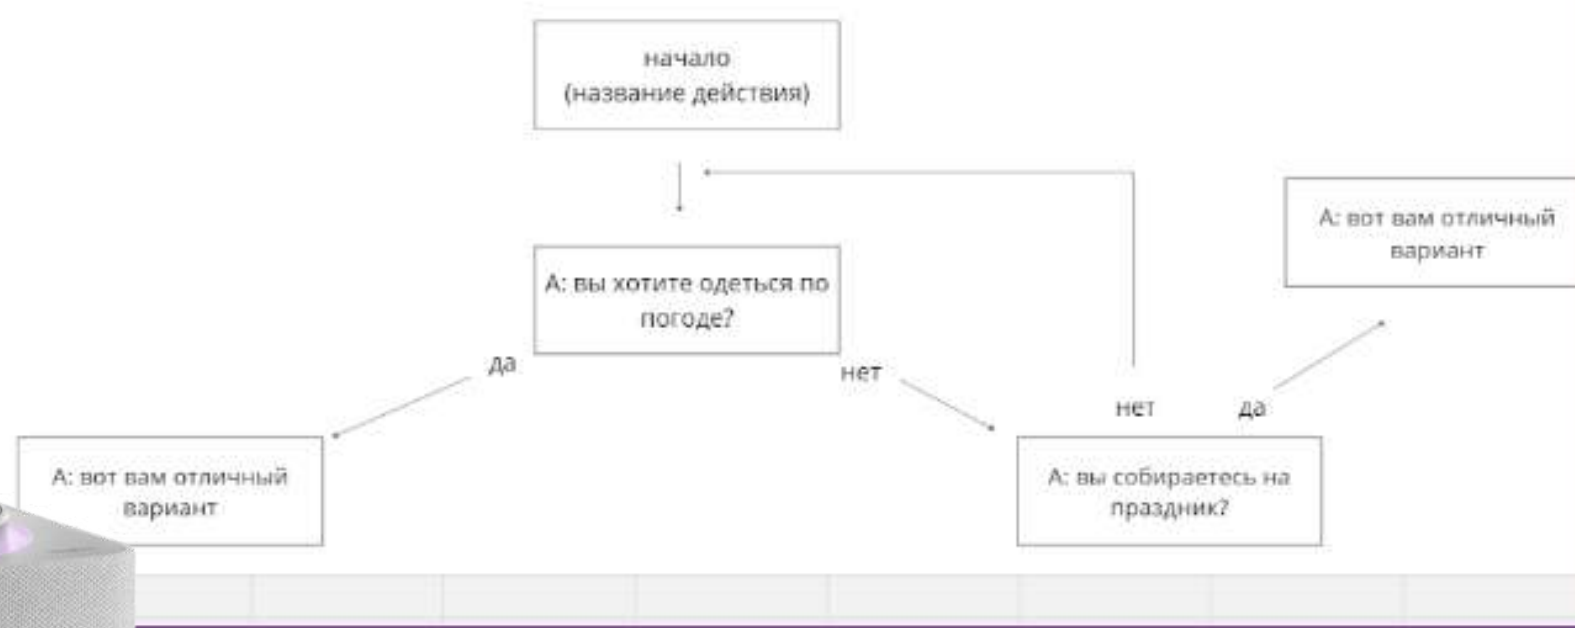 начало
(название действия)
А: вот вам отличный
вариант
А: вы хотите одеться по
погоде?
да
нет
нет
да
А: вот вам отличный
вариант
А: вы собираетесь на
праздник?